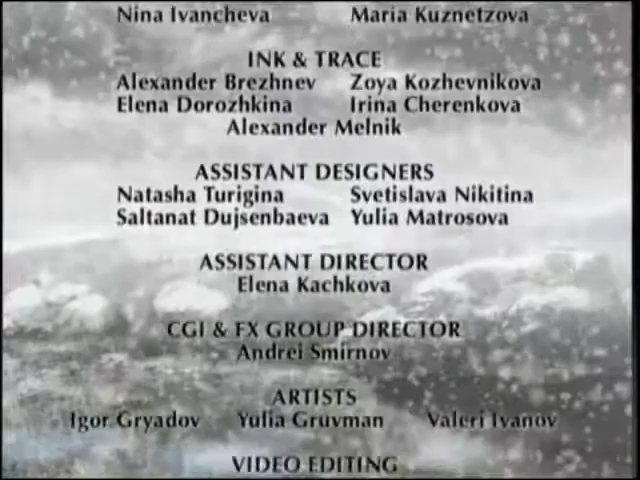 Nina Ivancheva Maria Kuznetzova
INK & TRACE
Alexander Brezhnev Zoya Kozhevnikova
Elena Dorozhkina Irina Cherenkova
Alexander Melnik
ASSISTANT DESIGNERS
Natasha Turigina Svetislava Nikitina
Saltanat Dujsenbaeva Yulia Matrosova
ASSISTANT DIRECTOR
Elena Kachkova
CGI & FX GROUP DIRECTOR
Andrei Smirnov
ARTISTS
Igor Gryadov Yulia Gruvman Valeri Ivanov
VIDEO EDITING